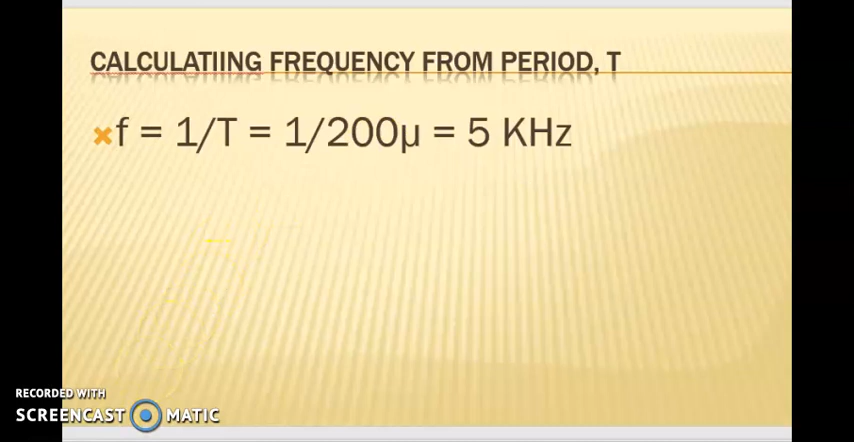 CALCULATIING FREQUENCY FROM PERIOD, T
f = 1/T = 1/200μ = 5 KHz
RECORDED WITH
SCREENCAST MATIC